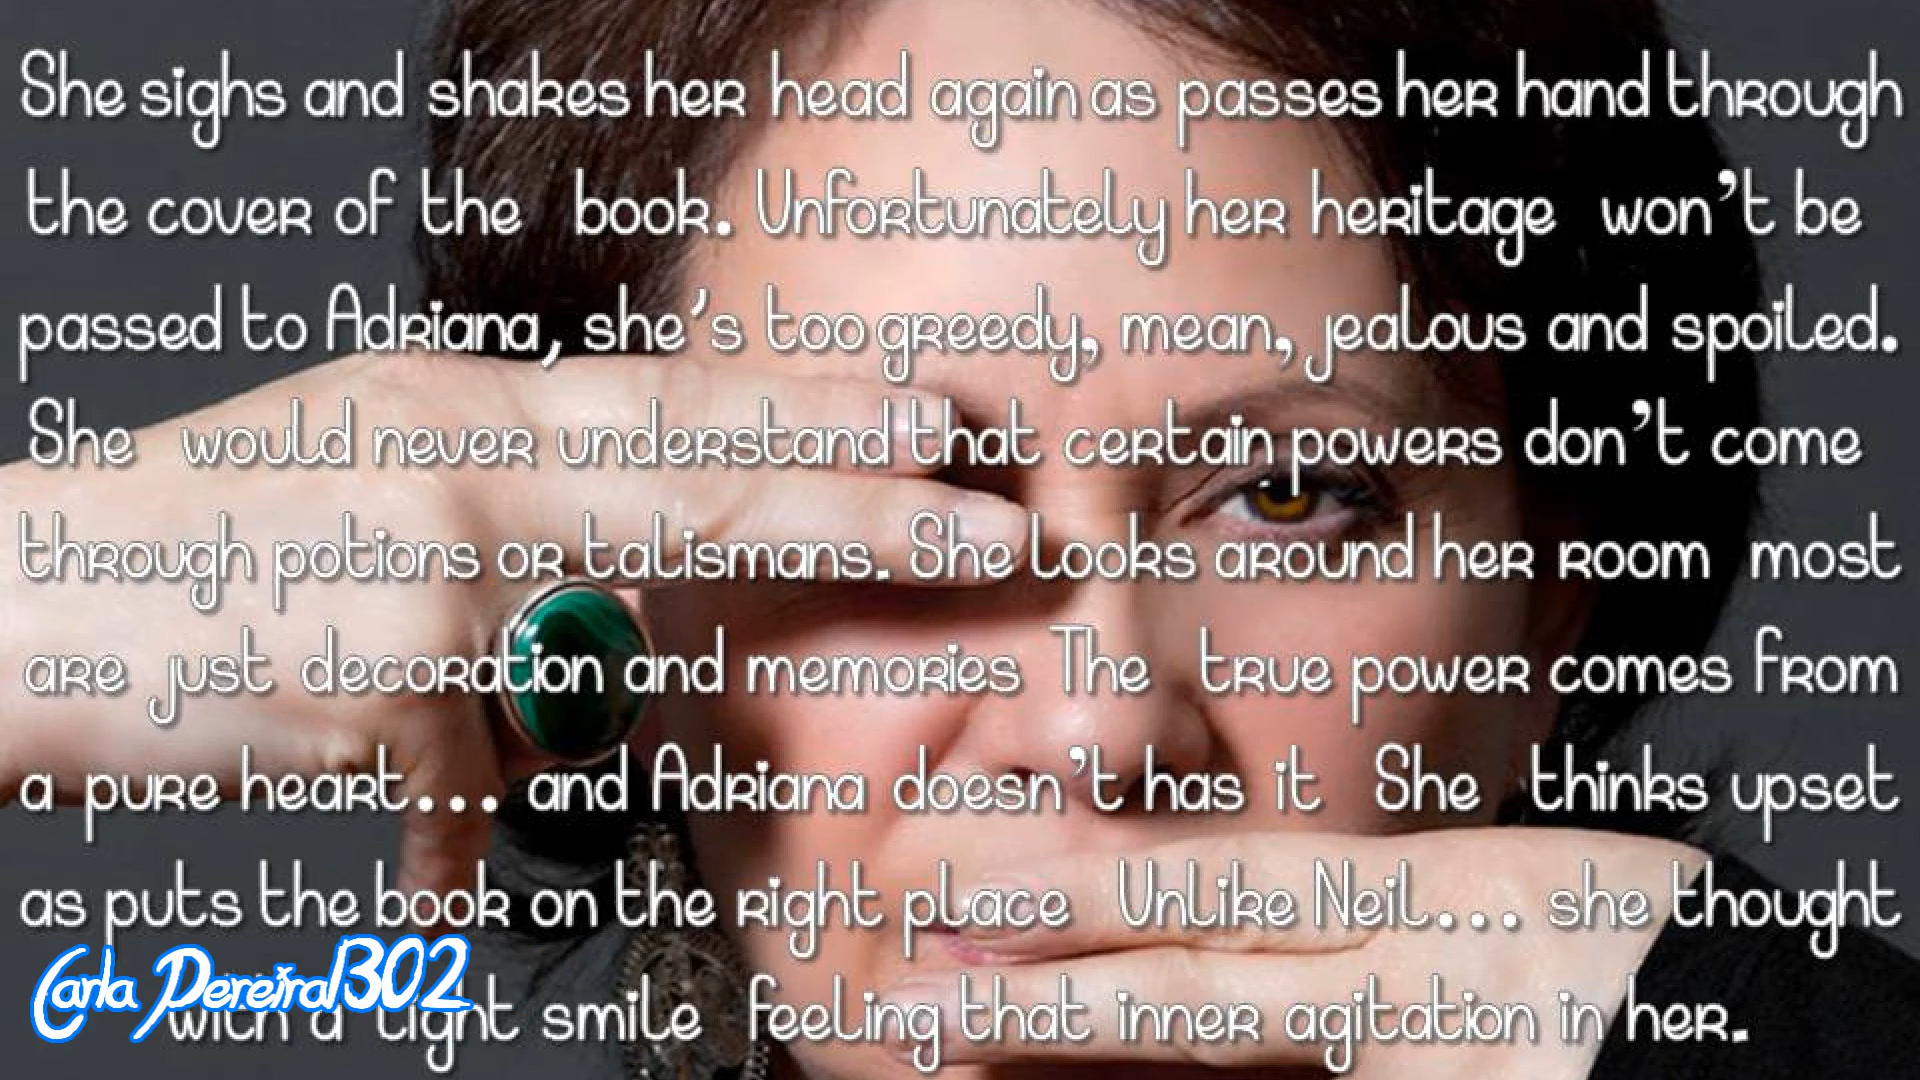 She sighs and shakes her head again as passes her hand through
the cover of the book. Unfortunately her heritage won't be
passed to Adriana, she's too greedy, mean, jealous and spoiled.
She would never understand that certain powers don't come
through potions or talismans. She looks around her room most
are just decoration and memories The true power comes from
a pure heart... and Adriana doesn't has it She thinks upset
as puts the book on the right place Unlike Neil... she thought
with a light smile feeling that inner agitation in her.
Carla Pereira1302